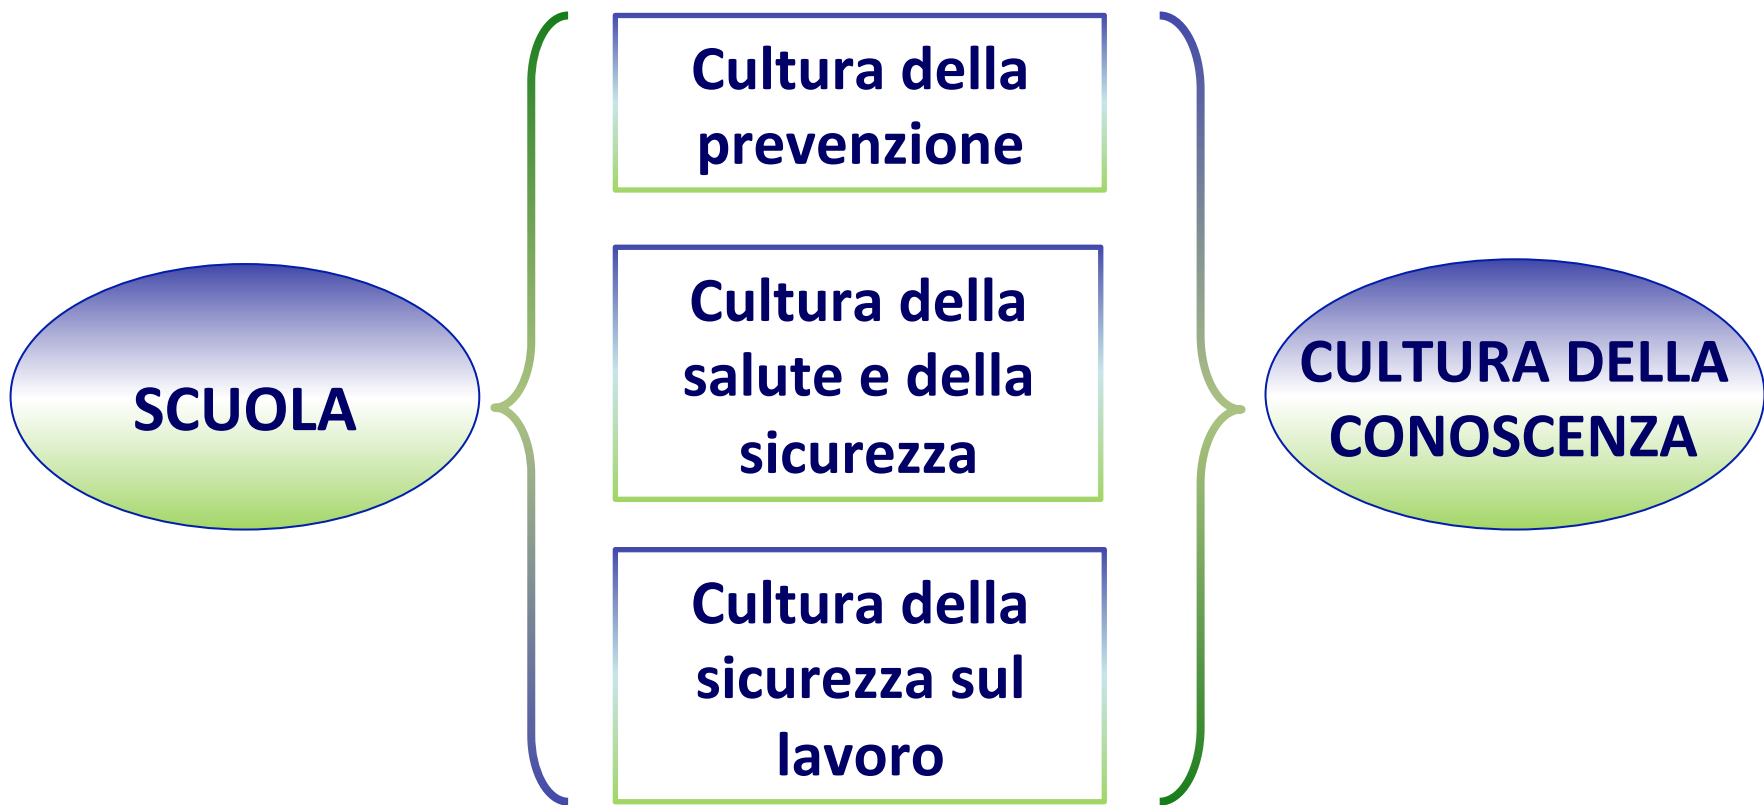 SCUOLA
Cultura della
prevenzione
Cultura della
salute e della
sicurezza
Cultura della
sicurezza sul
lavoro
CULTURA DELLA
CONOSCENZA